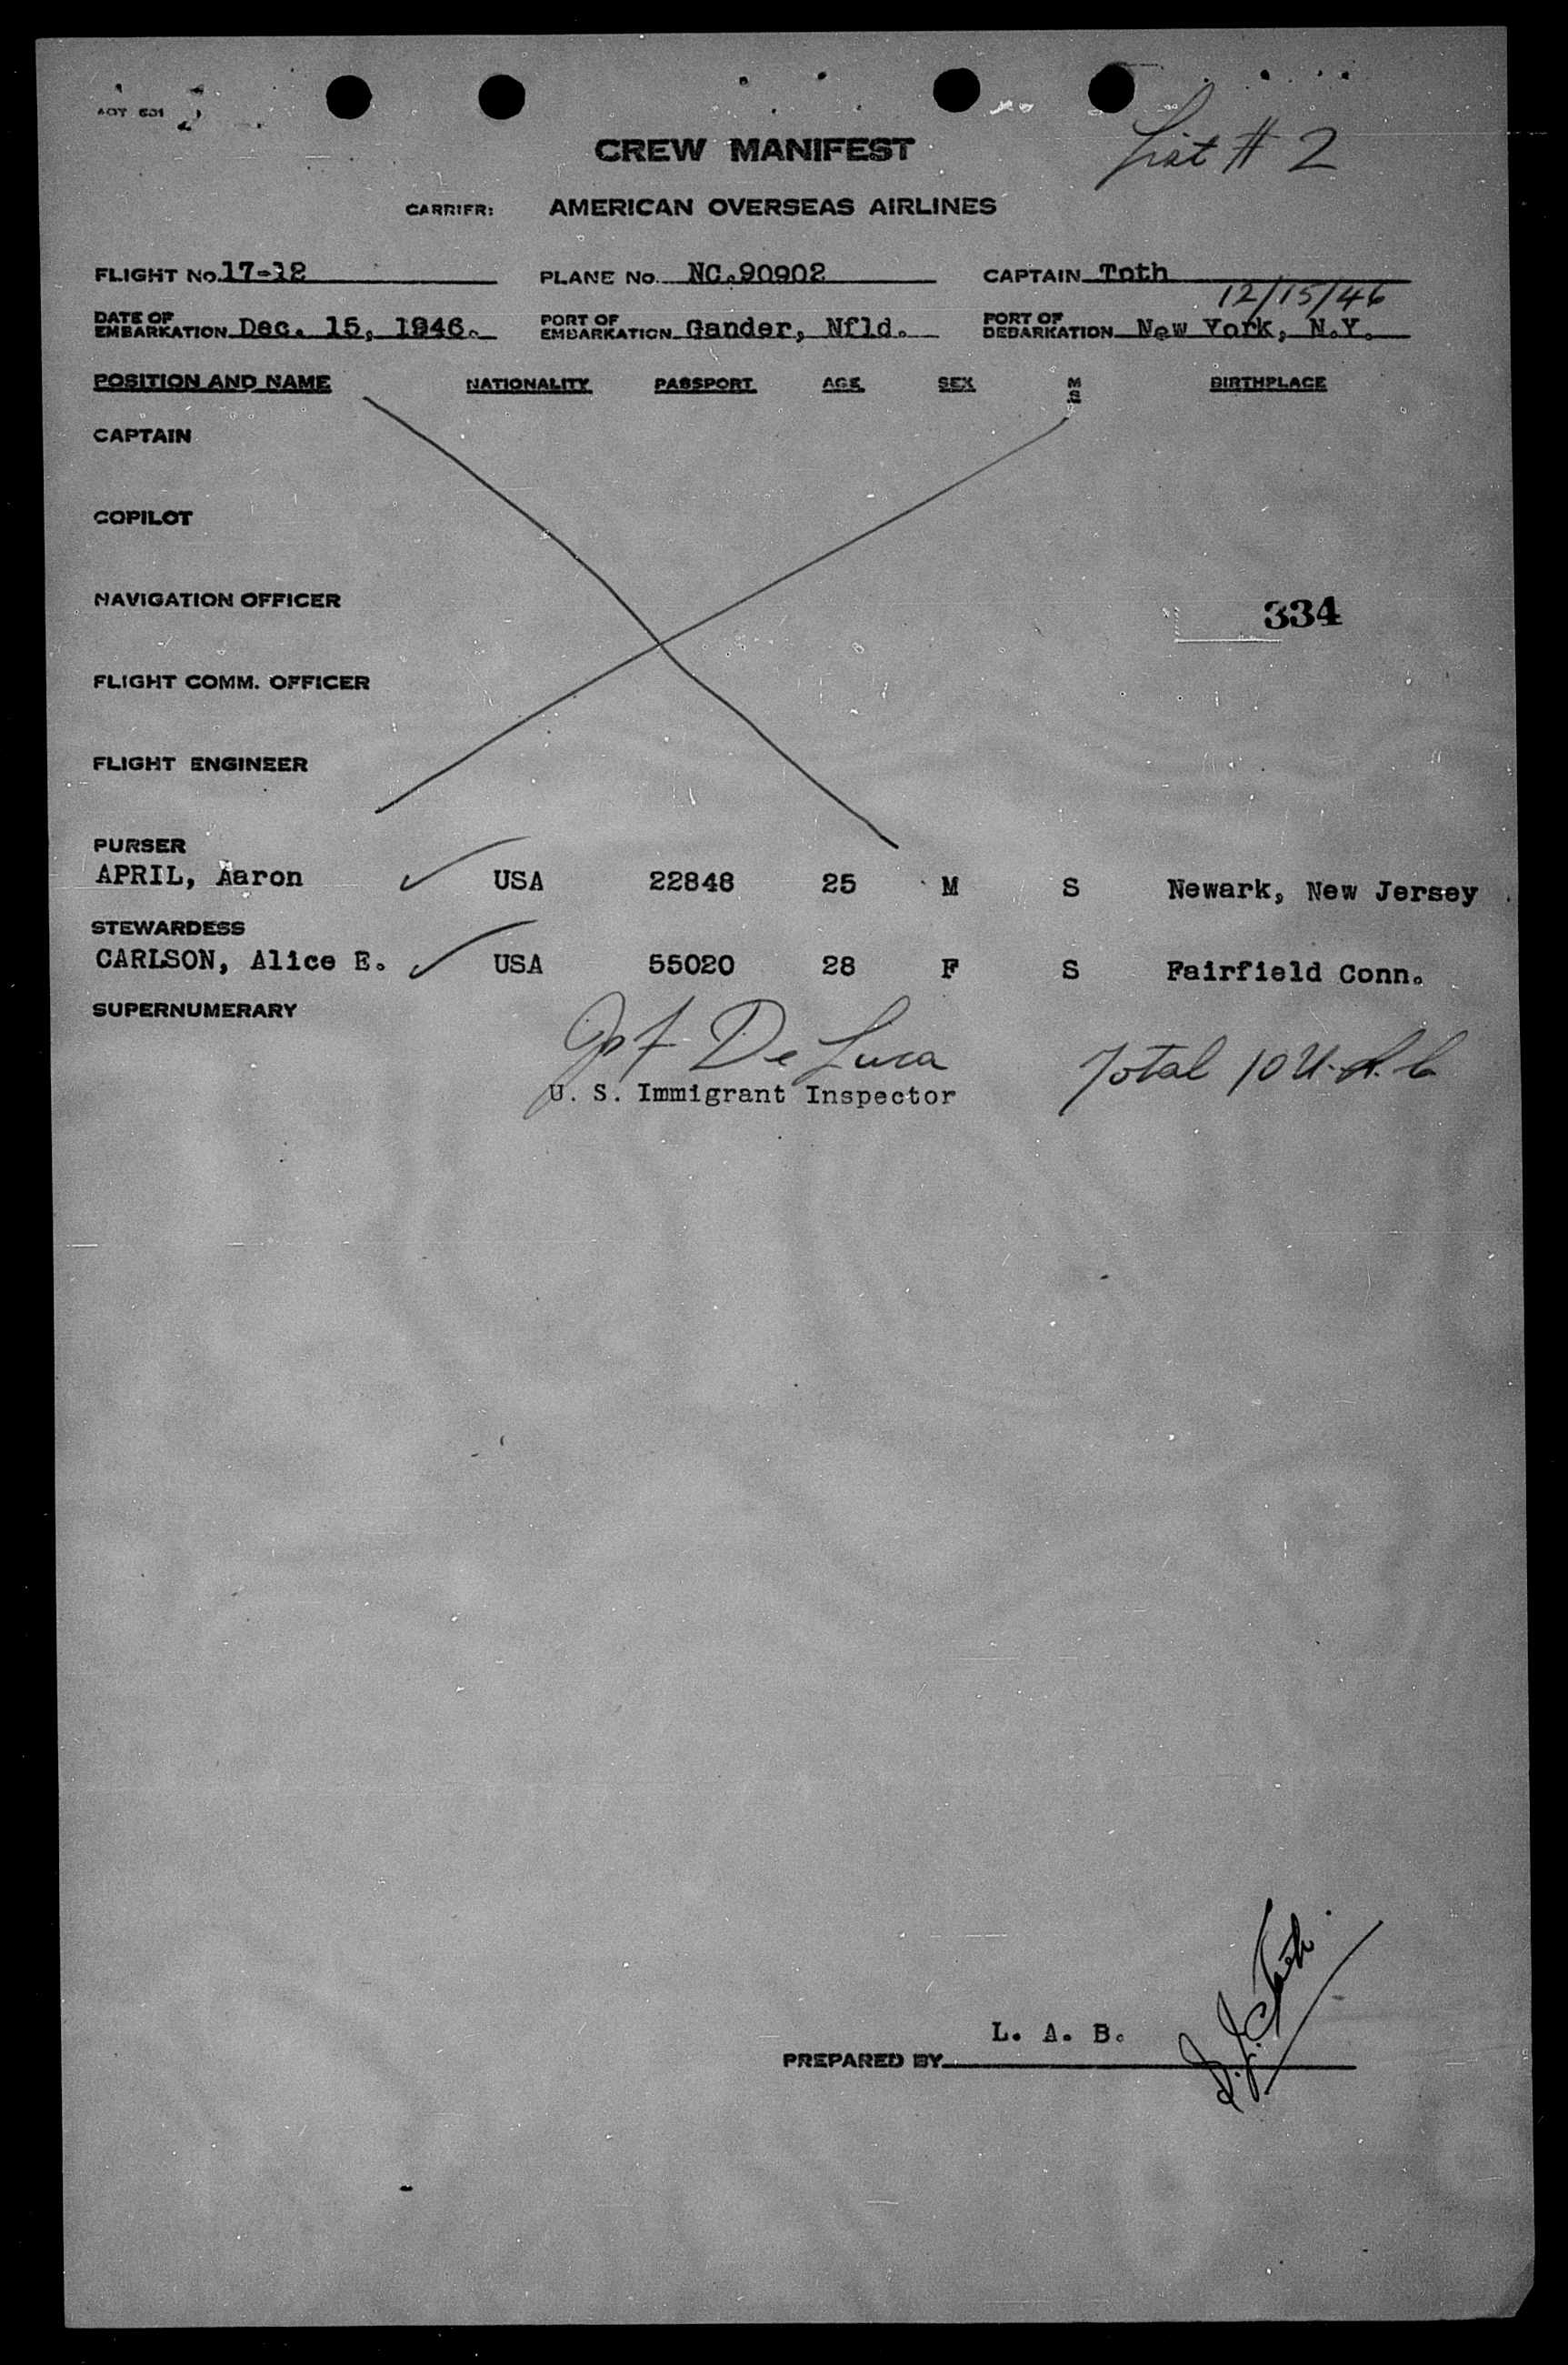 AOT 601
List # 2
CREW MANIFEST
CARRIER: AMERICAN OVERSEAS AIRLINES
FLIGHT No. 17-12 PLANE No. NC.90902 CAPTAIN Toth
12/15/46
DATE OF EMBARKATION Dec. 15, 1946. PORT OF EMBARKATION Gander, Nfld. PORT OF DEBARKATION New York, N.Y.
POSITION AND NAME NATIONALITY PASSPORT AGE SEX M S BIRTHPLACE
CAPTAIN
COPILOT
NAVIGATION OFFICER
334
FLIGHT COMM. OFFICER
FLIGHT ENGINEER
PURSER
APRIL, Aaron USA 22848 25 M S Newark, New Jersey
STEWARDESS
CARLSON, Alice E. USA 55020 28 F S Fairfield Conn.
SUPERNUMERARY
De Luca Total 10
U. S. Immigrant Inspector
L. A. B.
PREPARED BY